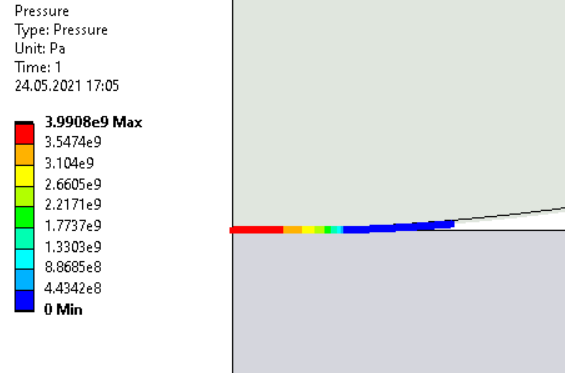 Pressure
Type: Pressure
Unit: Pa
Time: 1
24.05.2021 17:05
3.9908e9 Max
3.5474e9
3.104e9
2.6605e9
2.2171e9
1.7737e9
1.3303e9
8.8685e8
4.4342e8
0 Min